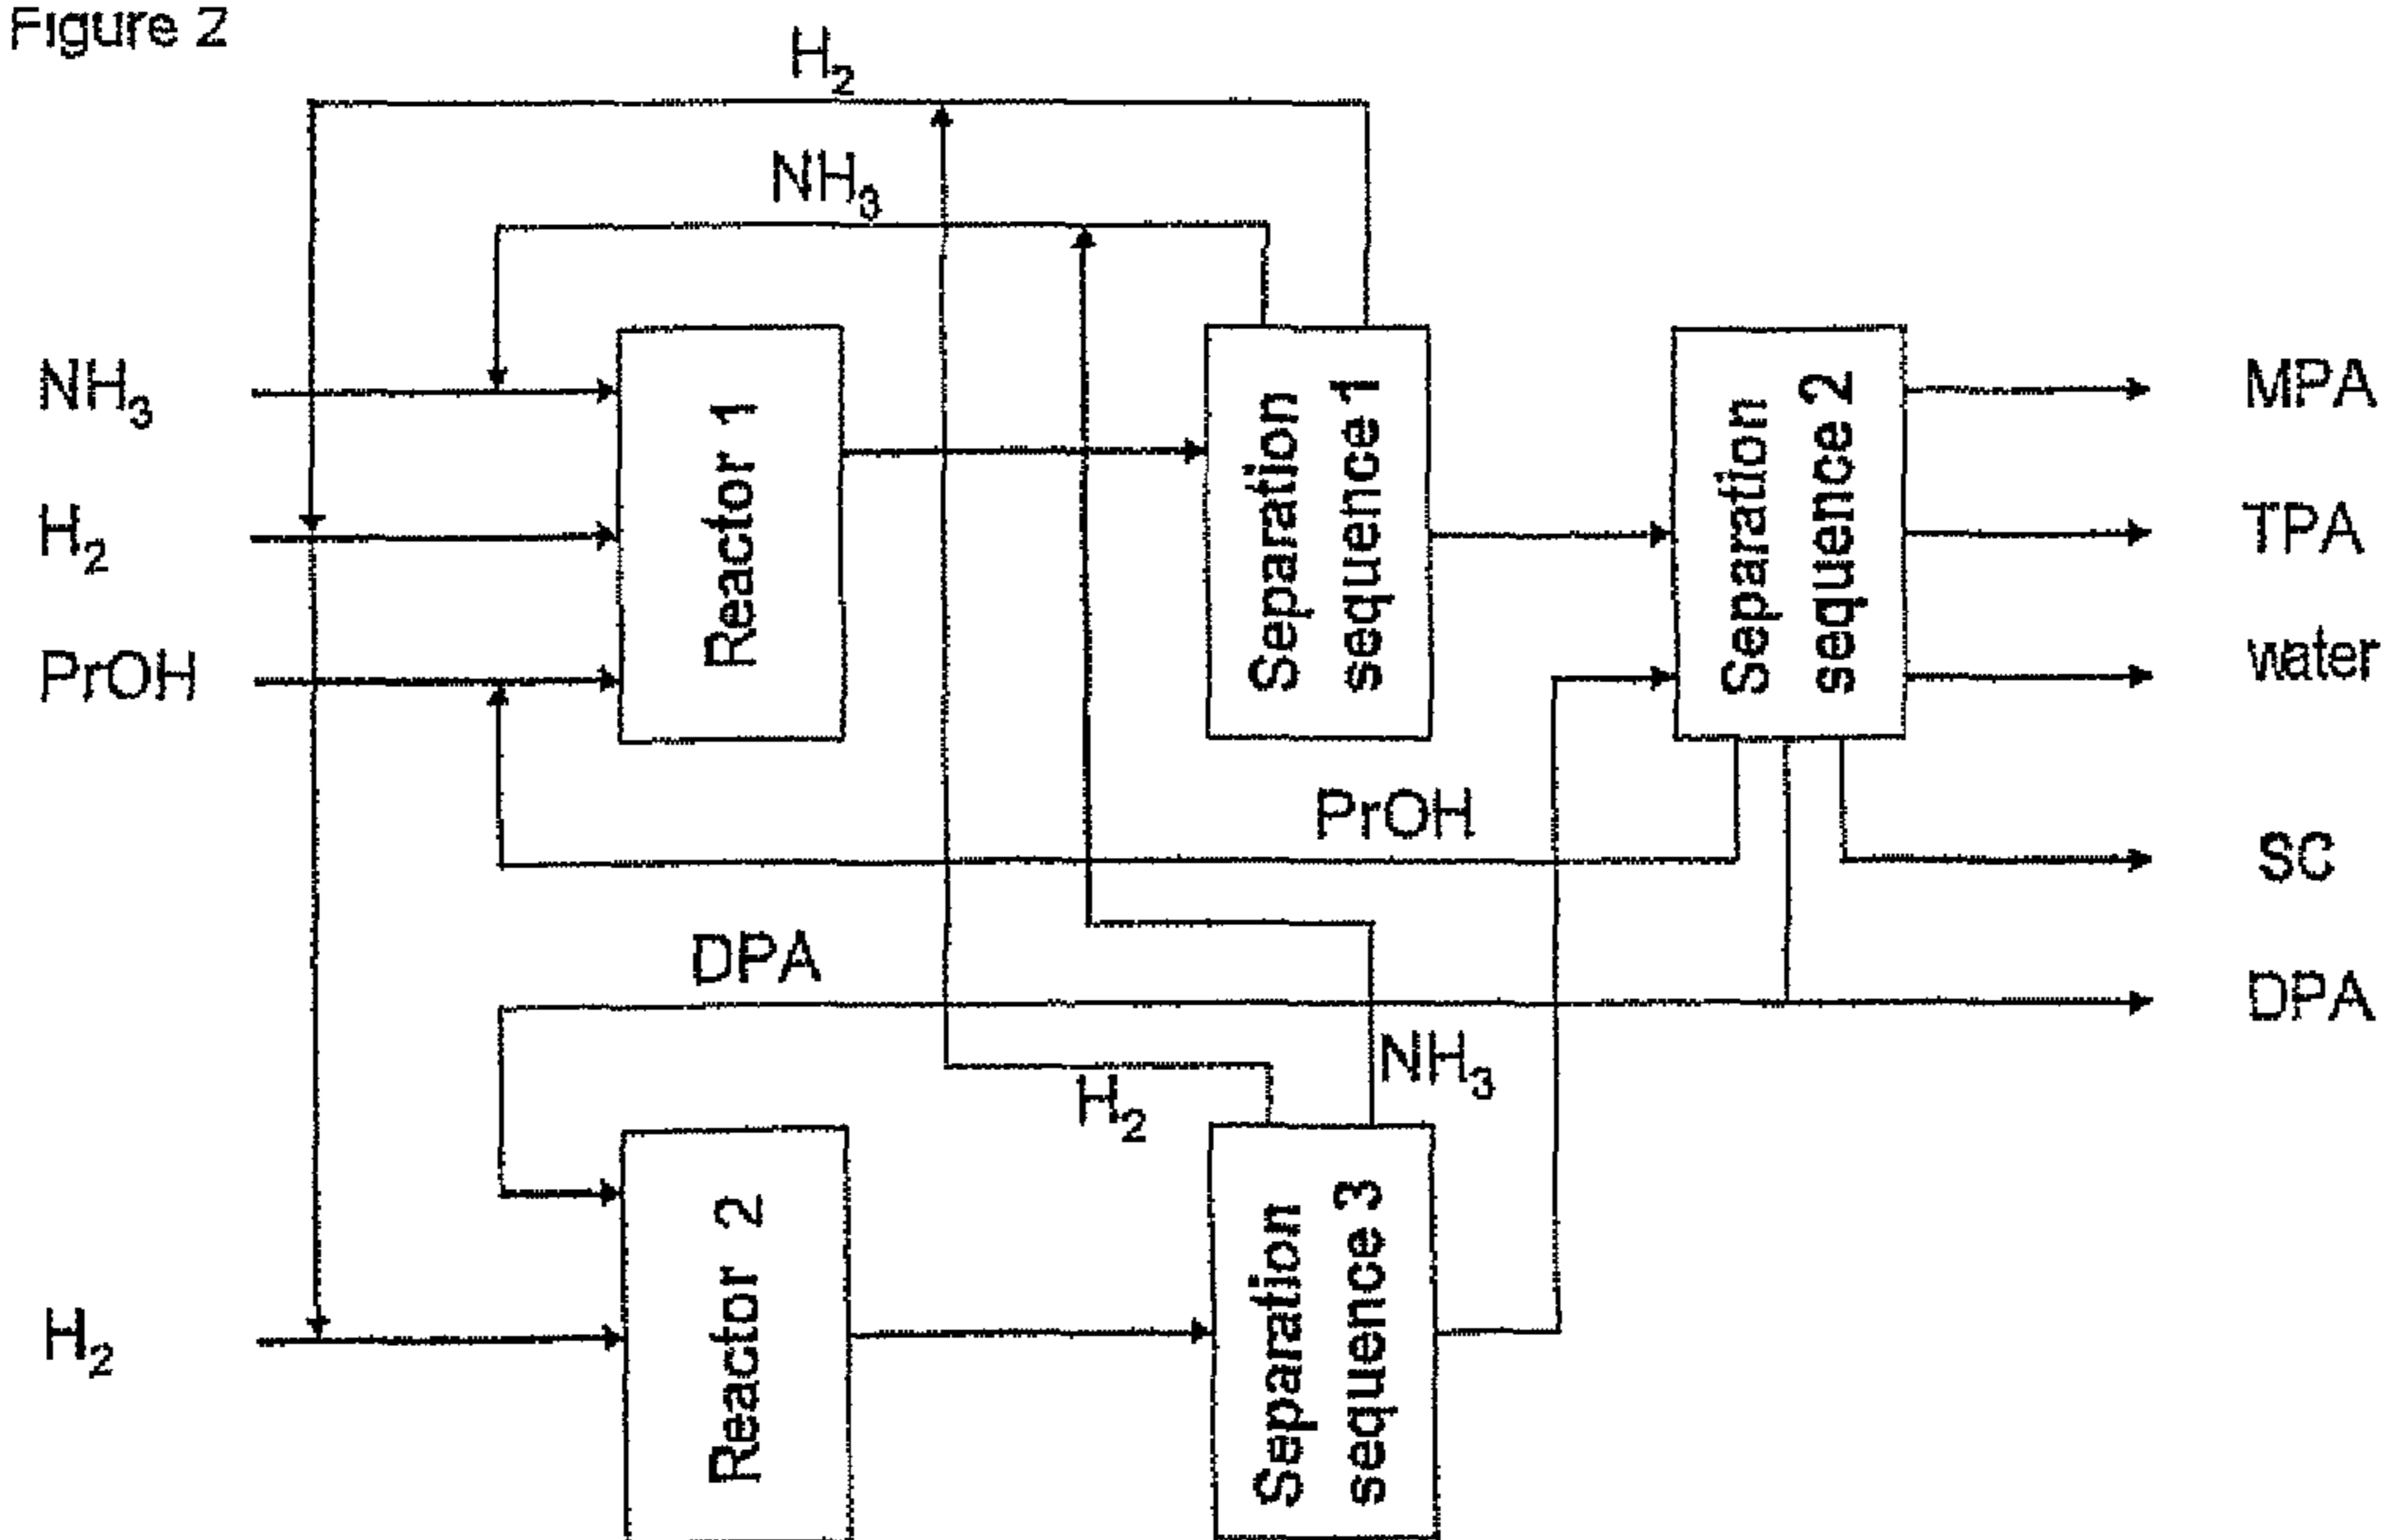 Figure 2
H₂
NH₃
NH₃
H₂
PrOH
Reactor 1
Separation
sequence 1
Separation
sequence 2
MPA
TPA
water
SC
DPA
PrOH
DPA
NH₃
H₂
H₂
Reactor 2
Separation
sequence 3